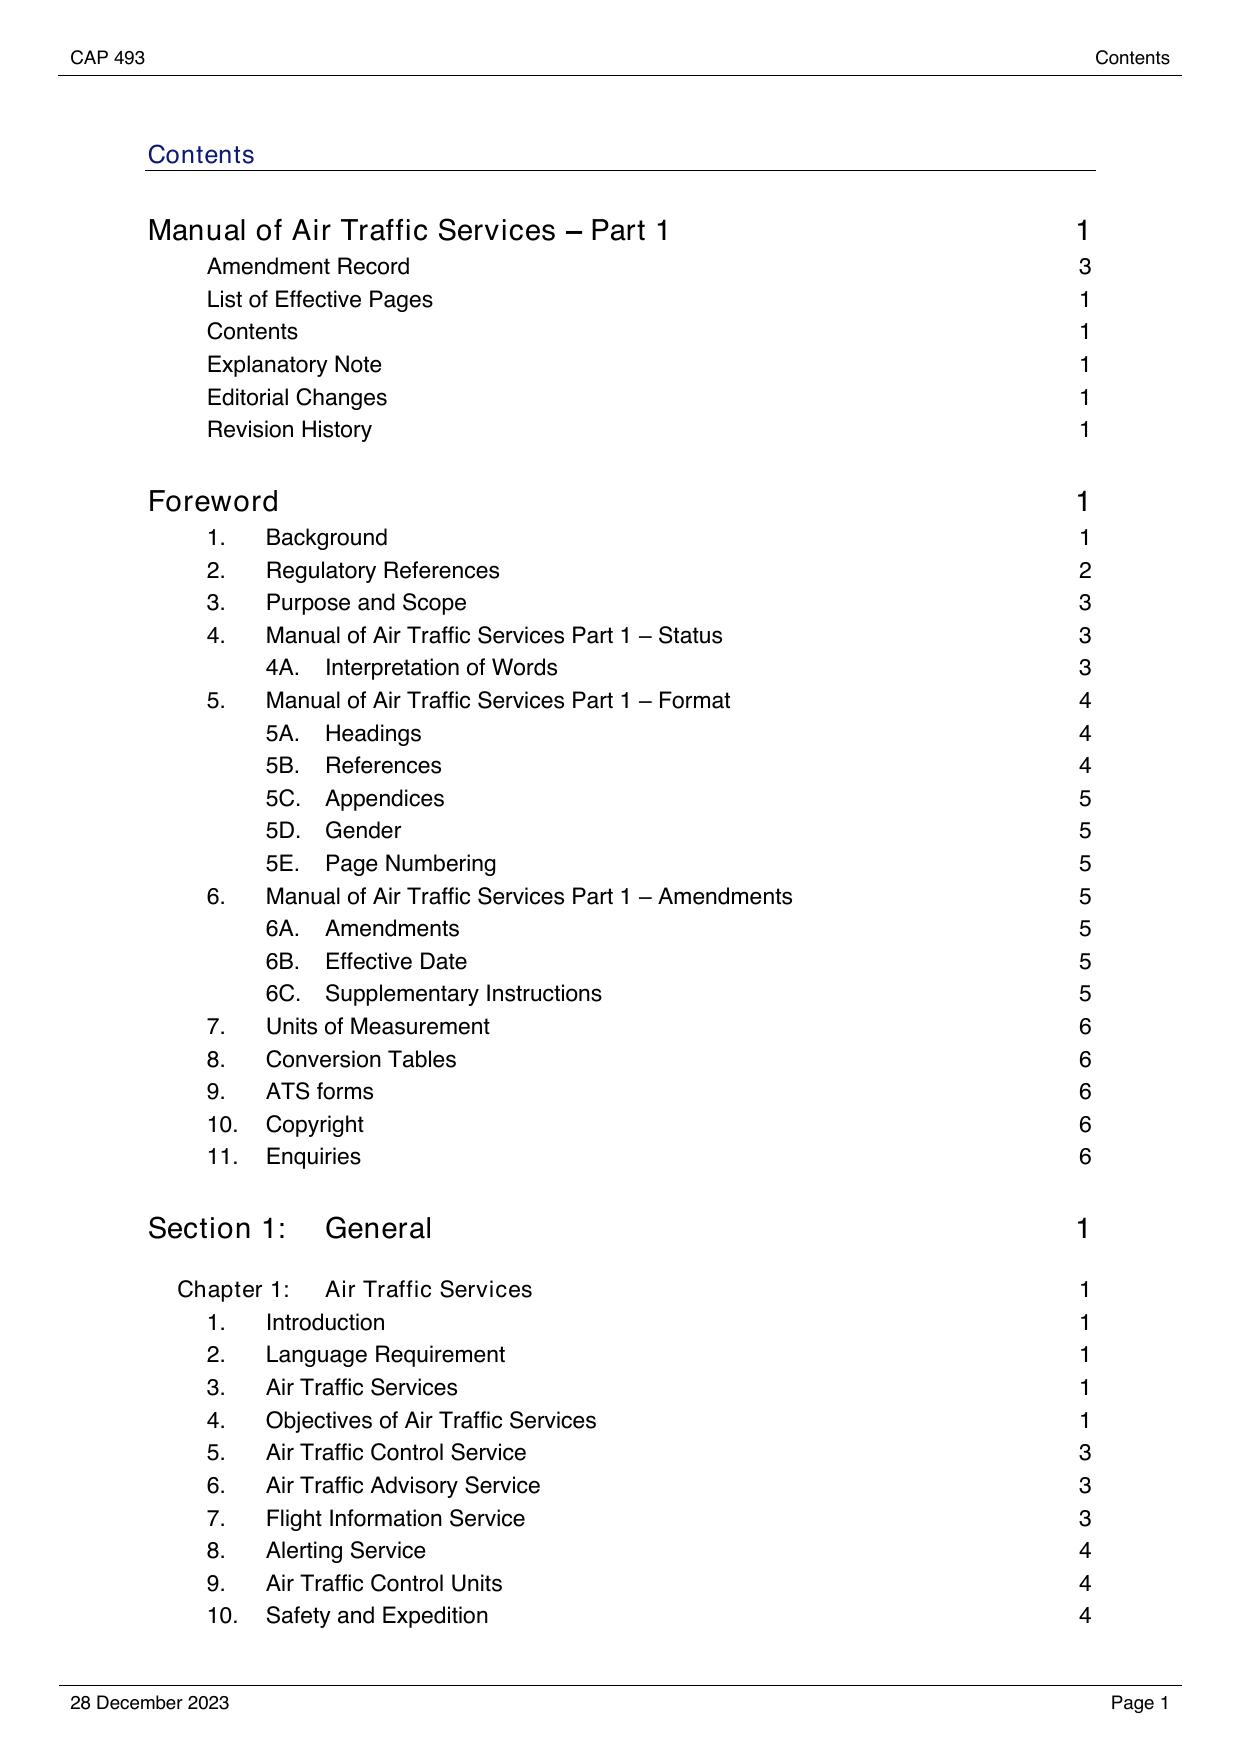 CAP 493 Contents
Contents
Manual of Air Traffic Services – Part 1 1
Amendment Record 3
List of Effective Pages 1
Contents 1
Explanatory Note 1
Editorial Changes 1
Revision History 1
Foreword 1
1. Background 1
2. Regulatory References 2
3. Purpose and Scope 3
4. Manual of Air Traffic Services Part 1 – Status 3
4A. Interpretation of Words 3
5. Manual of Air Traffic Services Part 1 – Format 4
5A. Headings 4
5B. References 4
5C. Appendices 5
5D. Gender 5
5E. Page Numbering 5
6. Manual of Air Traffic Services Part 1 – Amendments 5
6A. Amendments 5
6B. Effective Date 5
6C. Supplementary Instructions 5
7. Units of Measurement 6
8. Conversion Tables 6
9. ATS forms 6
10. Copyright 6
11. Enquiries 6
Section 1: General 1
Chapter 1: Air Traffic Services 1
1. Introduction 1
2. Language Requirement 1
3. Air Traffic Services 1
4. Objectives of Air Traffic Services 1
5. Air Traffic Control Service 3
6. Air Traffic Advisory Service 3
7. Flight Information Service 3
8. Alerting Service 4
9. Air Traffic Control Units 4
10. Safety and Expedition 4
28 December 2023 Page 1